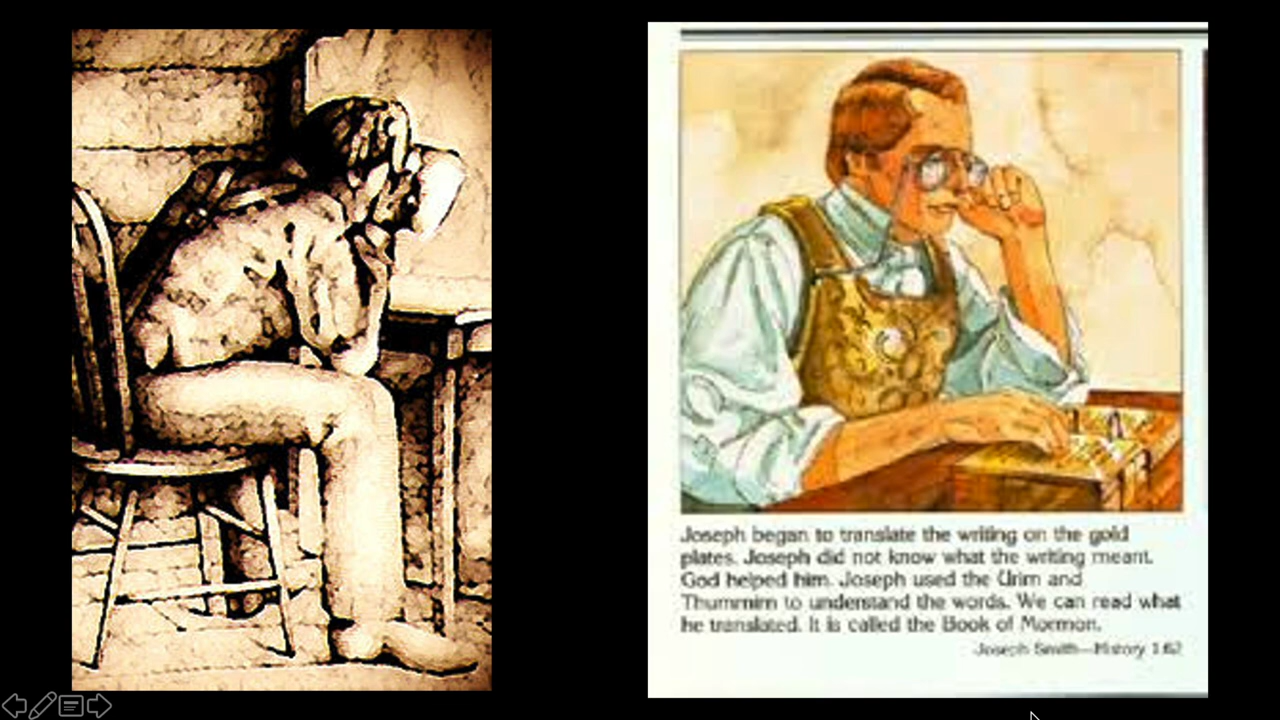 Joseph began to translate the writing on the gold
plates. Joseph did not know what the writing meant.
God helped him. Joseph used the Urim and
Thummim to understand the words. We can read what
he translated. It is called the Book of Mormon.
Joseph Smith—History 1:62